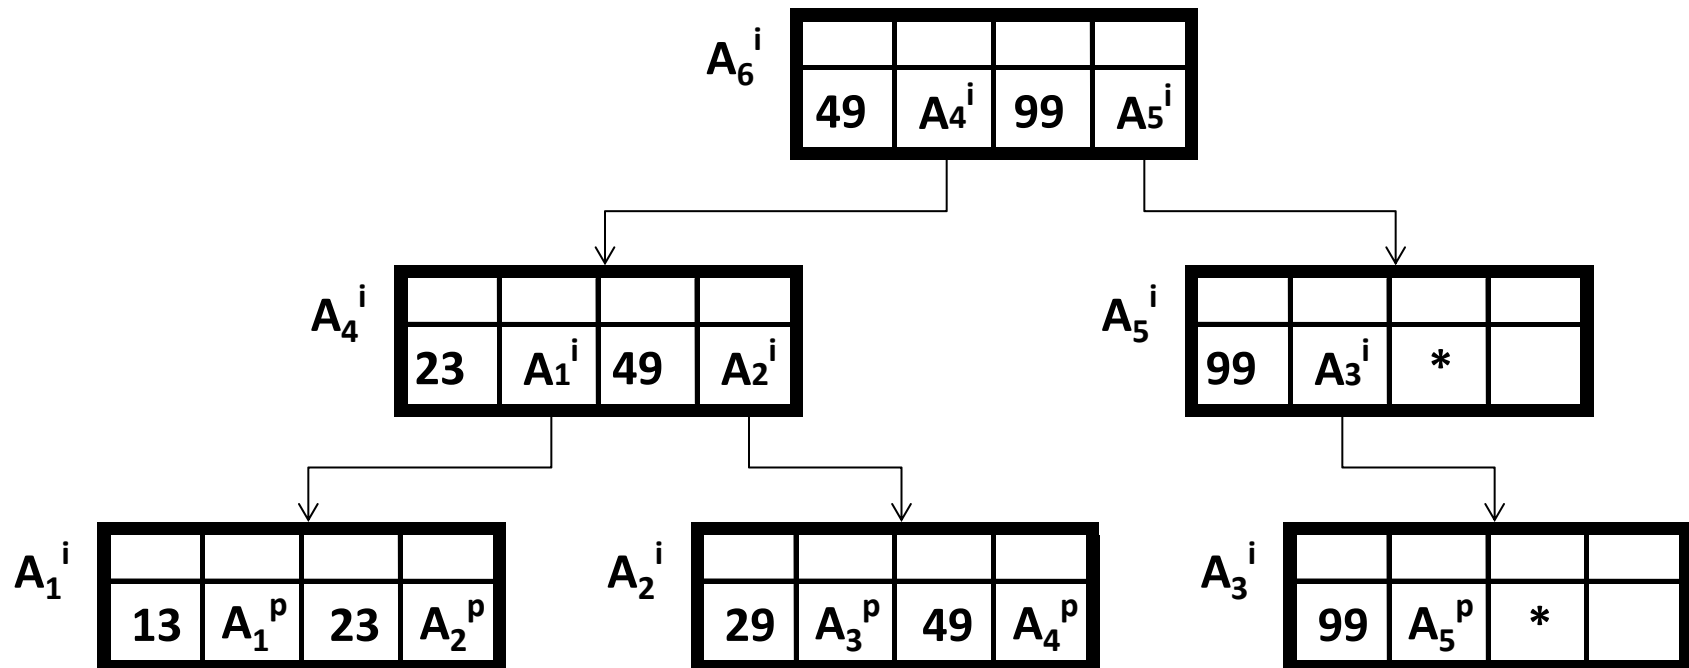 A6i
49 A4i 99 A5i
A4i
23 A1i 49 A2i
A5i
99 A3i *
A1i
13 A1p 23 A2p
A2i
29 A3p 49 A4p
A3i
99 A5p *